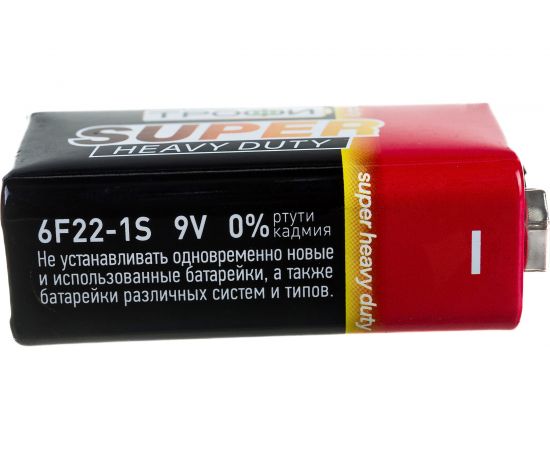 ТРОФИ
SUPER
HEAVY DUTY
6F22-1S 9V 0% ртути
кадмия
Не устанавливать одновременно новые
и использованные батарейки, а также
батарейки различных систем и типов.
super heavy duty